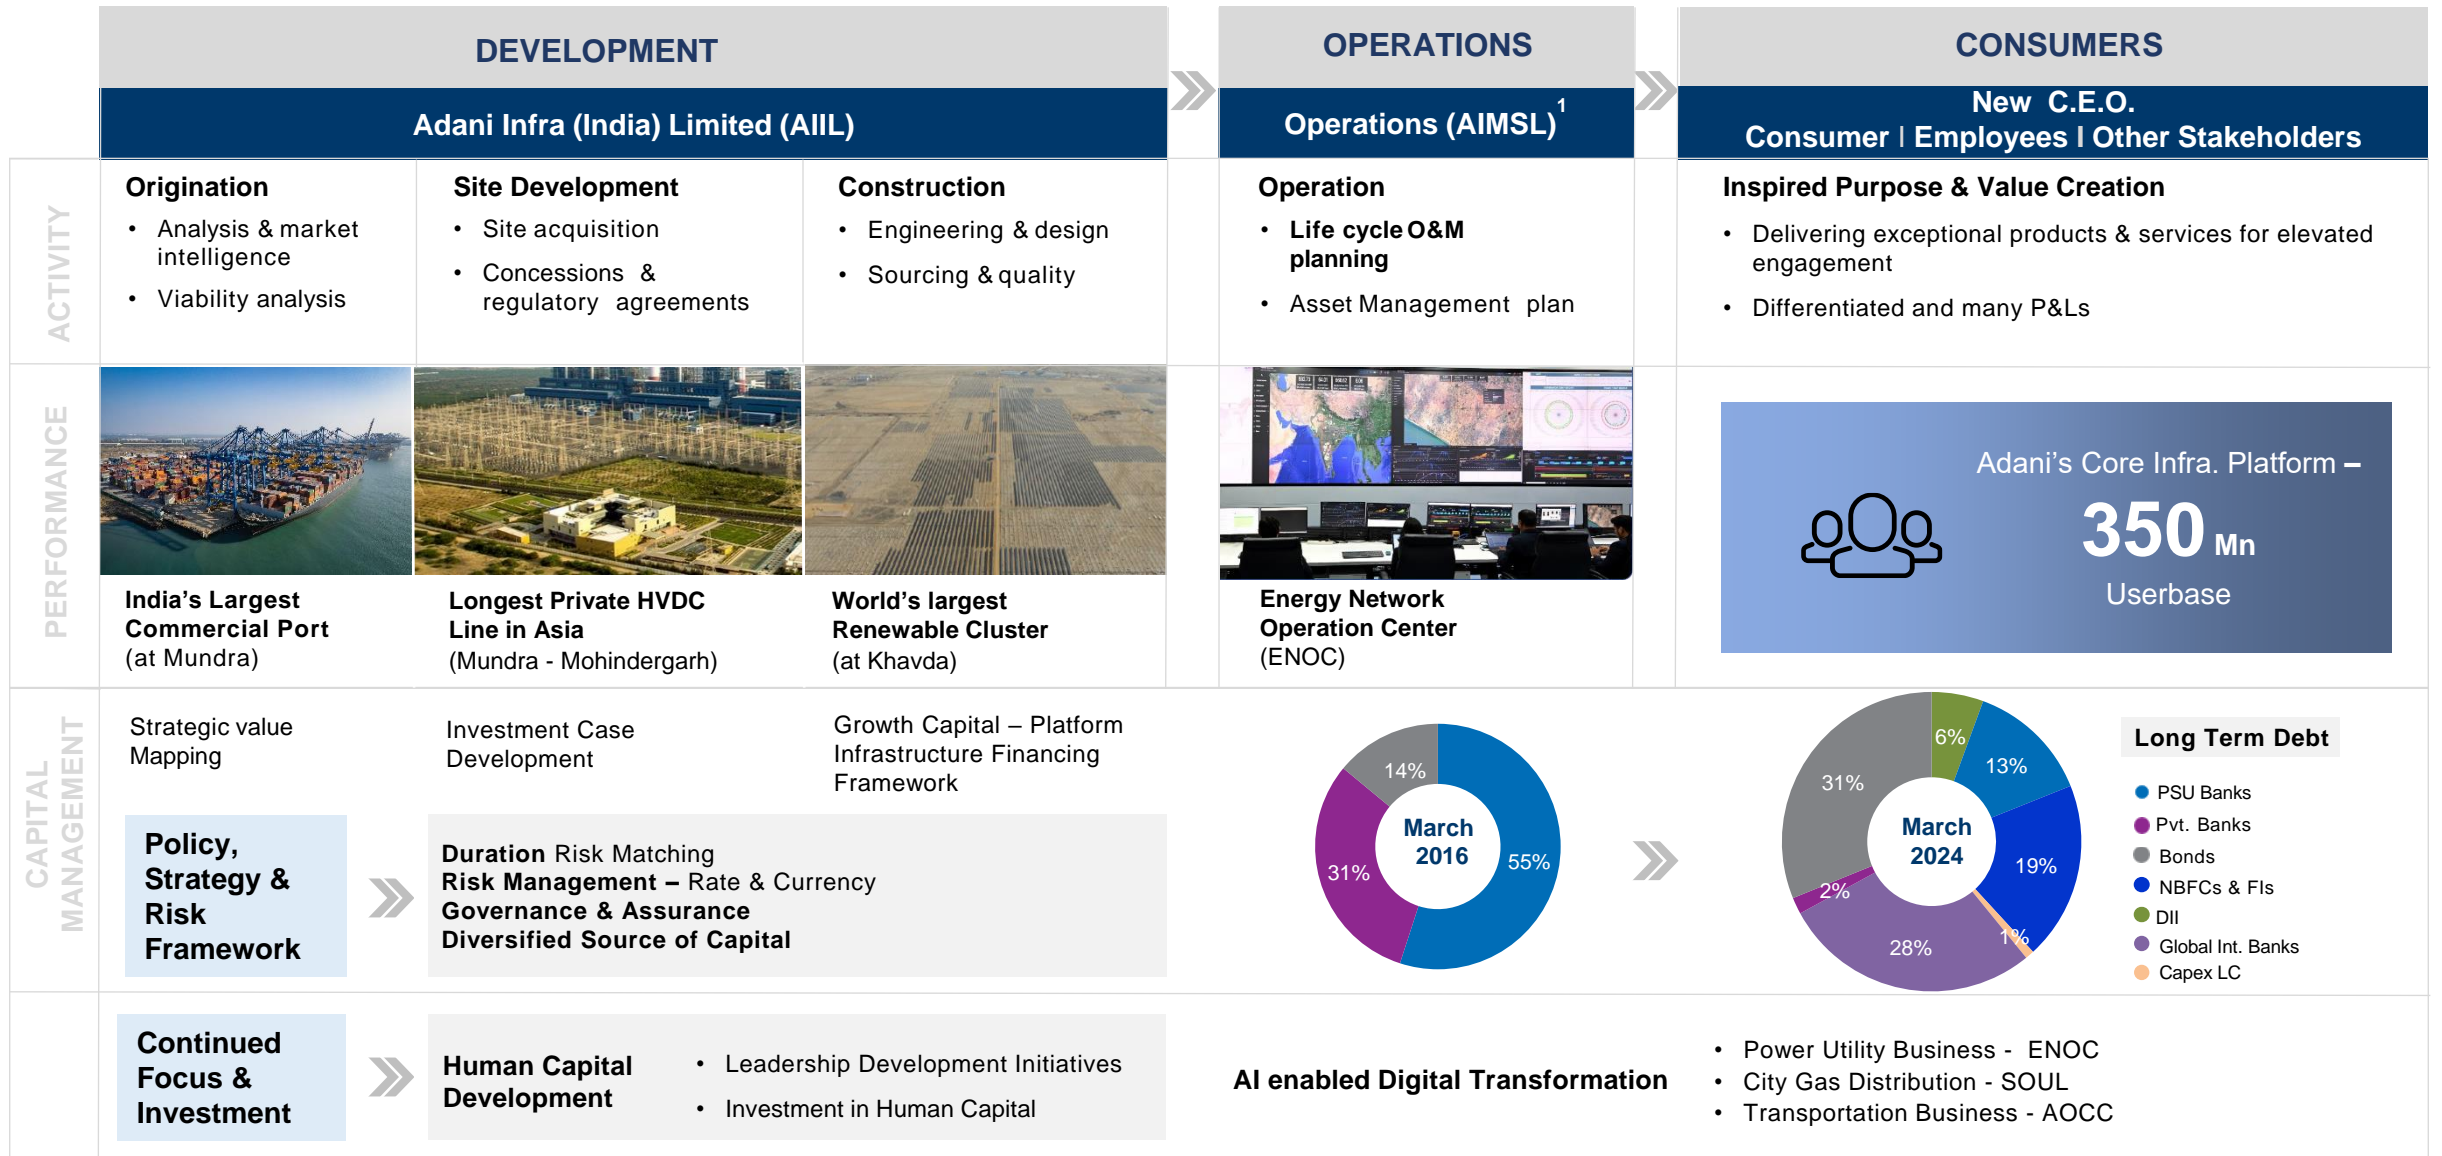 DEVELOPMENT
OPERATIONS
CONSUMERS
Adani Infra (India) Limited (AIIL)
Operations (AIMSL)1
New C.E.O.
Consumer I Employees I Other Stakeholders
ACTIVITY
Origination
• Analysis & market
intelligence
• Viability analysis
Site Development
• Site acquisition
• Concessions &
regulatory agreements
Construction
• Engineering & design
• Sourcing & quality
Operation
• Life cycle O&M
planning
• Asset Management plan
Inspired Purpose & Value Creation
• Delivering exceptional products & services for elevated
engagement
• Differentiated and many P&Ls
PERFORMANCE
India's Largest
Commercial Port
(at Mundra)
Longest Private HVDC
Line in Asia
(Mundra - Mohindergarh)
World's largest
Renewable Cluster
(at Khavda)
Energy Network
Operation Center
(ENOC)
Adani's Core Infra. Platform –
350 Mn
Userbase
CAPITAL
MANAGEMENT
Strategic value
Mapping
Investment Case
Development
Growth Capital – Platform
Infrastructure Financing
Framework
Policy,
Strategy &
Risk
Framework
Duration Risk Matching
Risk Management – Rate & Currency
Governance & Assurance
Diversified Source of Capital
14%
31%
55%
March
2016
6%
13%
31%
19%
2%
1%
28%
March
2024
Long Term Debt
PSU Banks
Pvt. Banks
Bonds
NBFCs & FIs
DII
Global Int. Banks
Capex LC
Continued
Focus &
Investment
Human Capital
Development
• Leadership Development Initiatives
• Investment in Human Capital
AI enabled Digital Transformation
• Power Utility Business - ENOC
• City Gas Distribution - SOUL
• Transportation Business - AOCC